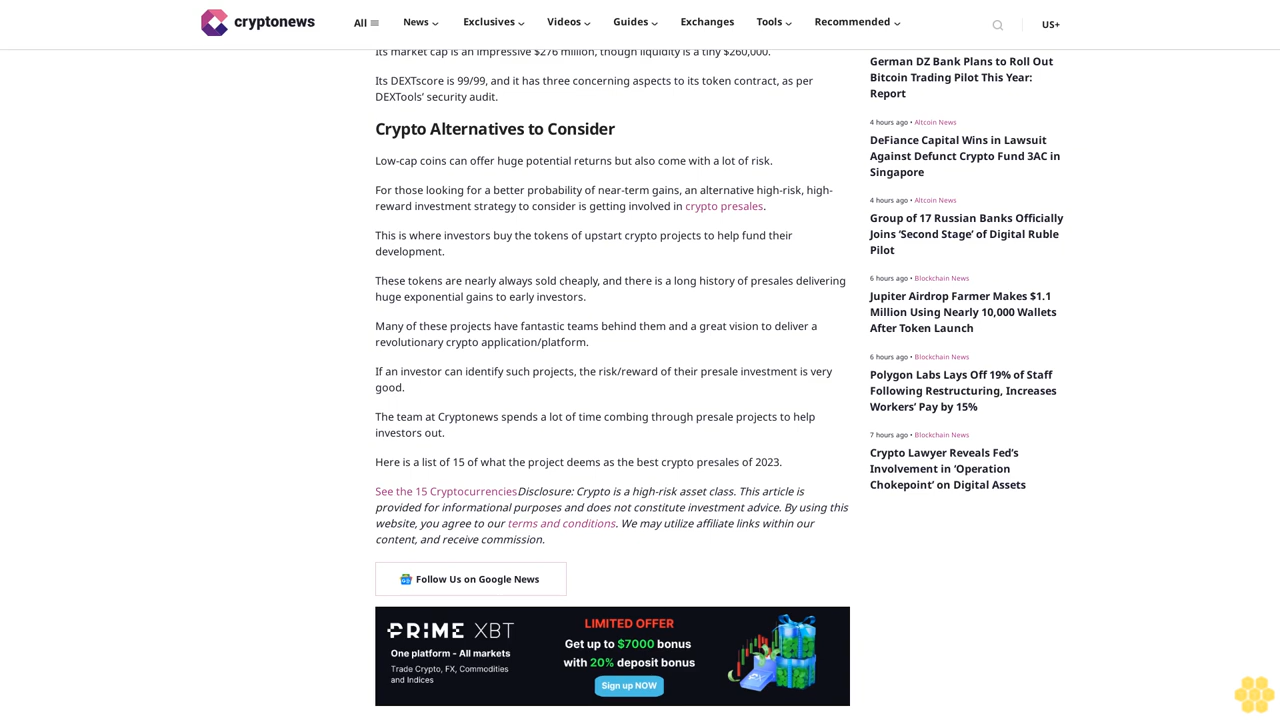 cryptonews
All
News
Exclusives
Videos
Guides
Exchanges
Tools
Recommended
US+
Its market cap is an impressive $276 million, though liquidity is a tiny $260,000.
Its DEXTscore is 99/99, and it has three concerning aspects to its token contract, as per
DEXTools’ security audit.
Crypto Alternatives to Consider
Low-cap coins can offer huge potential returns but also come with a lot of risk.
For those looking for a better probability of near-term gains, an alternative high-risk, high-
reward investment strategy to consider is getting involved in crypto presales.
This is where investors buy the tokens of upstart crypto projects to help fund their
development.
These tokens are nearly always sold cheaply, and there is a long history of presales delivering
huge exponential gains to early investors.
Many of these projects have fantastic teams behind them and a great vision to deliver a
revolutionary crypto application/platform.
If an investor can identify such projects, the risk/reward of their presale investment is very
good.
The team at Cryptonews spends a lot of time combing through presale projects to help
investors out.
Here is a list of 15 of what the project deems as the best crypto presales of 2023.
See the 15 CryptocurrenciesDisclosure: Crypto is a high-risk asset class. This article is
provided for informational purposes and does not constitute investment advice. By using this
website, you agree to our terms and conditions. We may utilize affiliate links within our
content, and receive commission.
Follow Us on Google News
PRIME XBT
One platform - All markets
Trade Crypto, FX, Commodities
and Indices
LIMITED OFFER
Get up to $7000 bonus
with 20% deposit bonus
Sign up NOW
German DZ Bank Plans to Roll Out
Bitcoin Trading Pilot This Year:
Report
4 hours ago • Altcoin News
DeFiance Capital Wins in Lawsuit
Against Defunct Crypto Fund 3AC in
Singapore
4 hours ago • Altcoin News
Group of 17 Russian Banks Officially
Joins ‘Second Stage’ of Digital Ruble
Pilot
6 hours ago • Blockchain News
Jupiter Airdrop Farmer Makes $1.1
Million Using Nearly 10,000 Wallets
After Token Launch
6 hours ago • Blockchain News
Polygon Labs Lays Off 19% of Staff
Following Restructuring, Increases
Workers’ Pay by 15%
7 hours ago • Blockchain News
Crypto Lawyer Reveals Fed’s
Involvement in ‘Operation
Chokepoint’ on Digital Assets